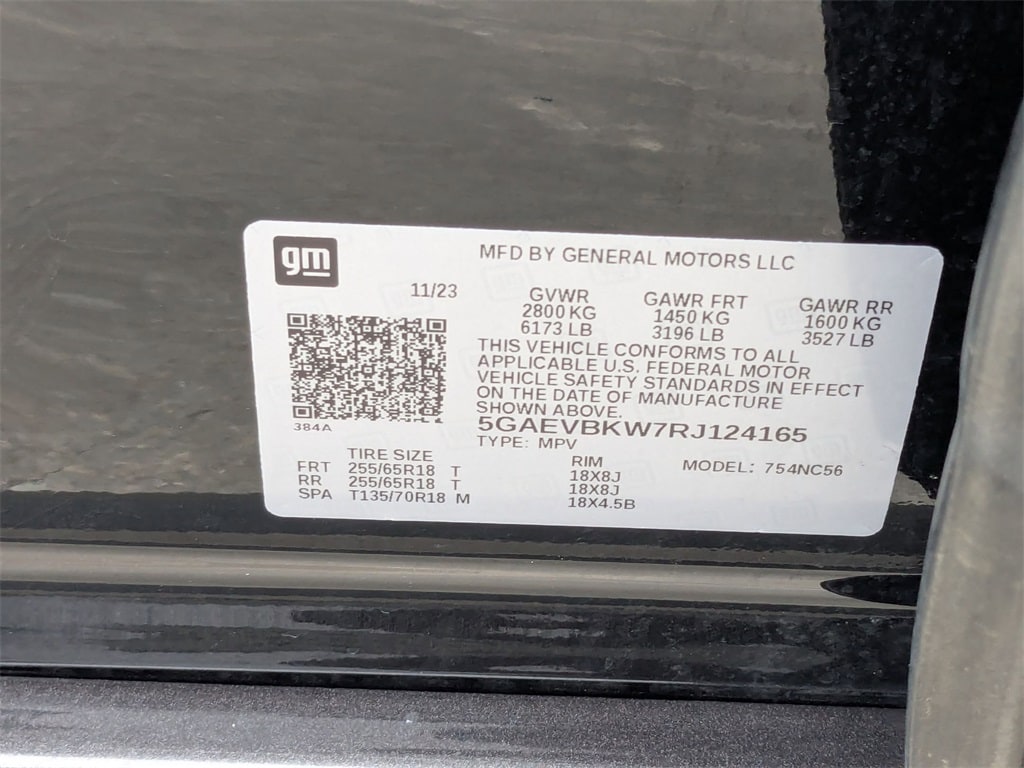 gm
MFD BY GENERAL MOTORS LLC
11/23
GVWR GAWR FRT GAWR RR
2800 KG 1450 KG 1600 KG
6173 LB 3196 LB 3527 LB
THIS VEHICLE CONFORMS TO ALL
APPLICABLE U.S. FEDERAL MOTOR
VEHICLE SAFETY STANDARDS IN EFFECT
ON THE DATE OF MANUFACTURE
SHOWN ABOVE.
384A
5GAEVBKW7RJ124165
TYPE: MPV
MODEL: 754NC56
TIRE SIZE RIM
FRT 255/65R18 T 18X8J
RR 255/65R18 T 18X8J
SPA T135/70R18 M 18X4.5B